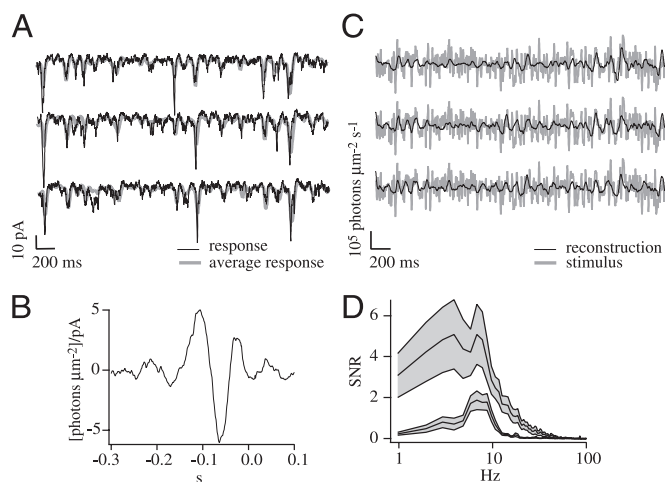 A
10 pA
200 ms
response
average response
C
10⁵ photons µm⁻² s⁻¹
200 ms
reconstruction
stimulus
B
[photons µm⁻²]/pA
5
0
-5
-0.3
-0.2
-0.1
0.0
0.1
s
D
SNR
6
4
2
0
1
10
100
Hz